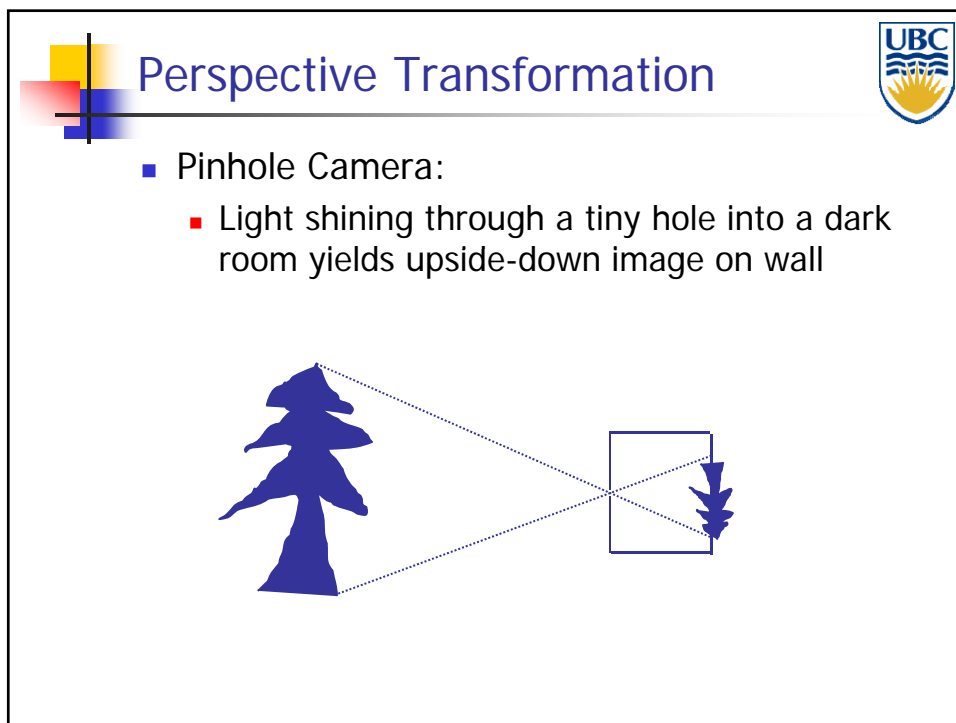 Perspective Transformation
UBC
Pinhole Camera:
Light shining through a tiny hole into a dark
room yields upside-down image on wall